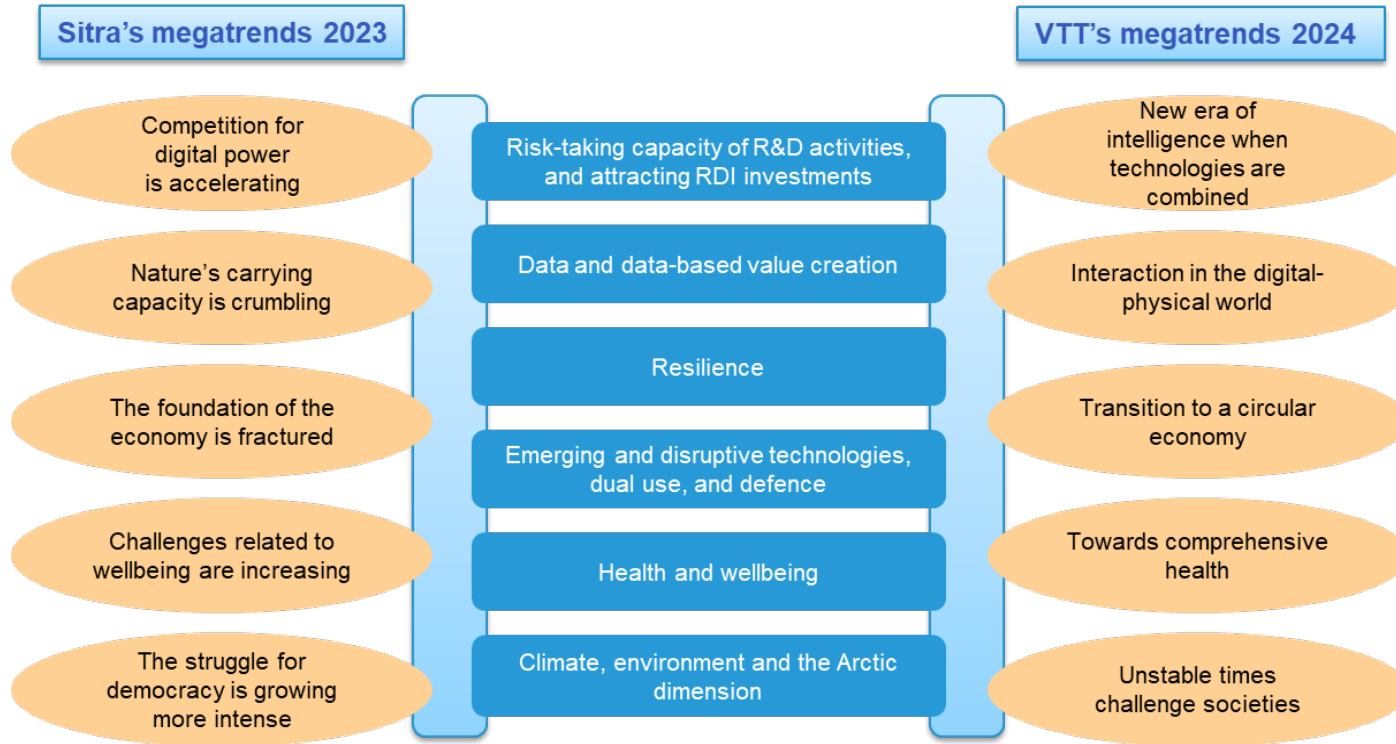 Sitra's megatrends 2023
Competition for
digital power
is accelerating
Nature's carrying
capacity is crumbling
The foundation of the
economy is fractured
Challenges related to
wellbeing are increasing
The struggle for
democracy is growing
more intense
Risk-taking capacity of R&D activities,
and attracting RDI investments
Data and data-based value creation
Resilience
Emerging and disruptive technologies,
dual use, and defence
Health and wellbeing
Climate, environment and the Arctic
dimension
VTT's megatrends 2024
New era of
intelligence when
technologies are
combined
Interaction in the digital-
physical world
Transition to a circular
economy
Towards comprehensive
health
Unstable times
challenge societies